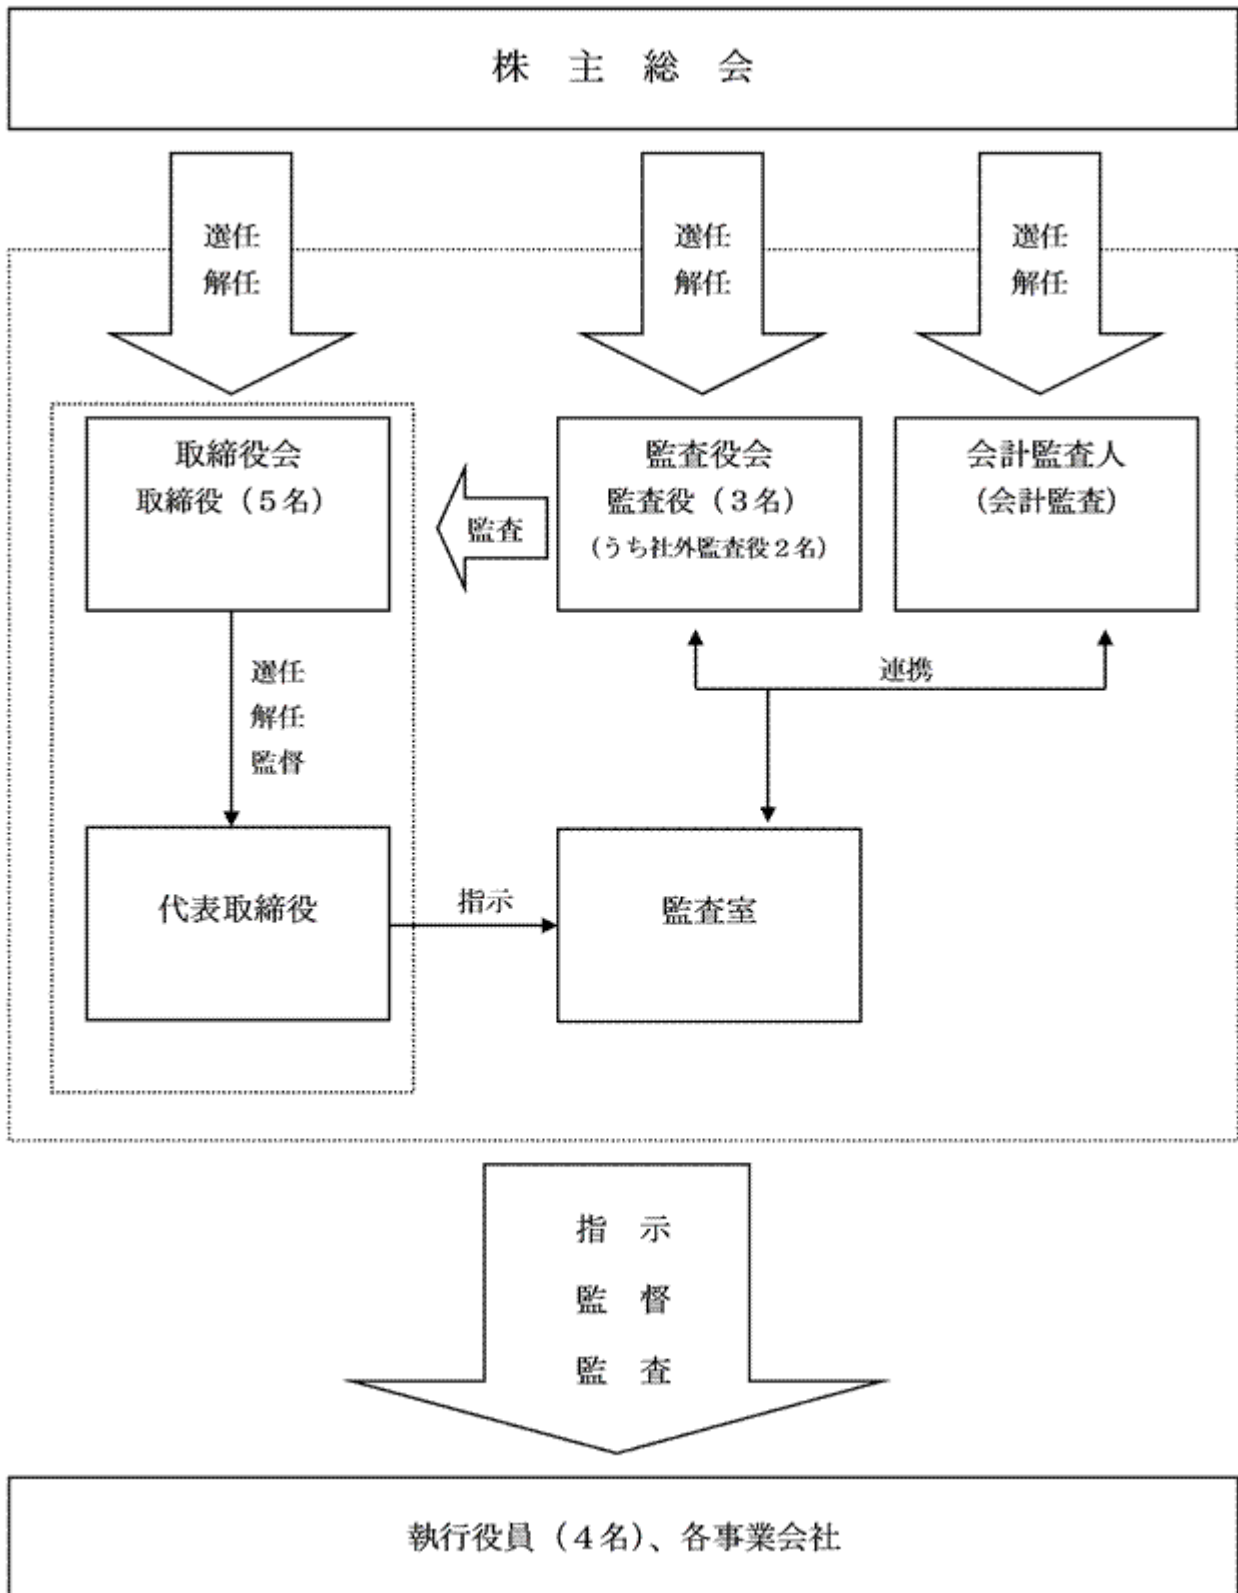 株　主　総　会
選任
解任
選任
解任
選任
解任
取締役会
取締役（５名）
監査
監査役会
監査役（３名）
（うち社外監査役２名）
会計監査人
（会計監査）
選任
解任
監督
連携
代表取締役
指示
監査室
指　示
監　督
監　査
執行役員（４名）、各事業会社